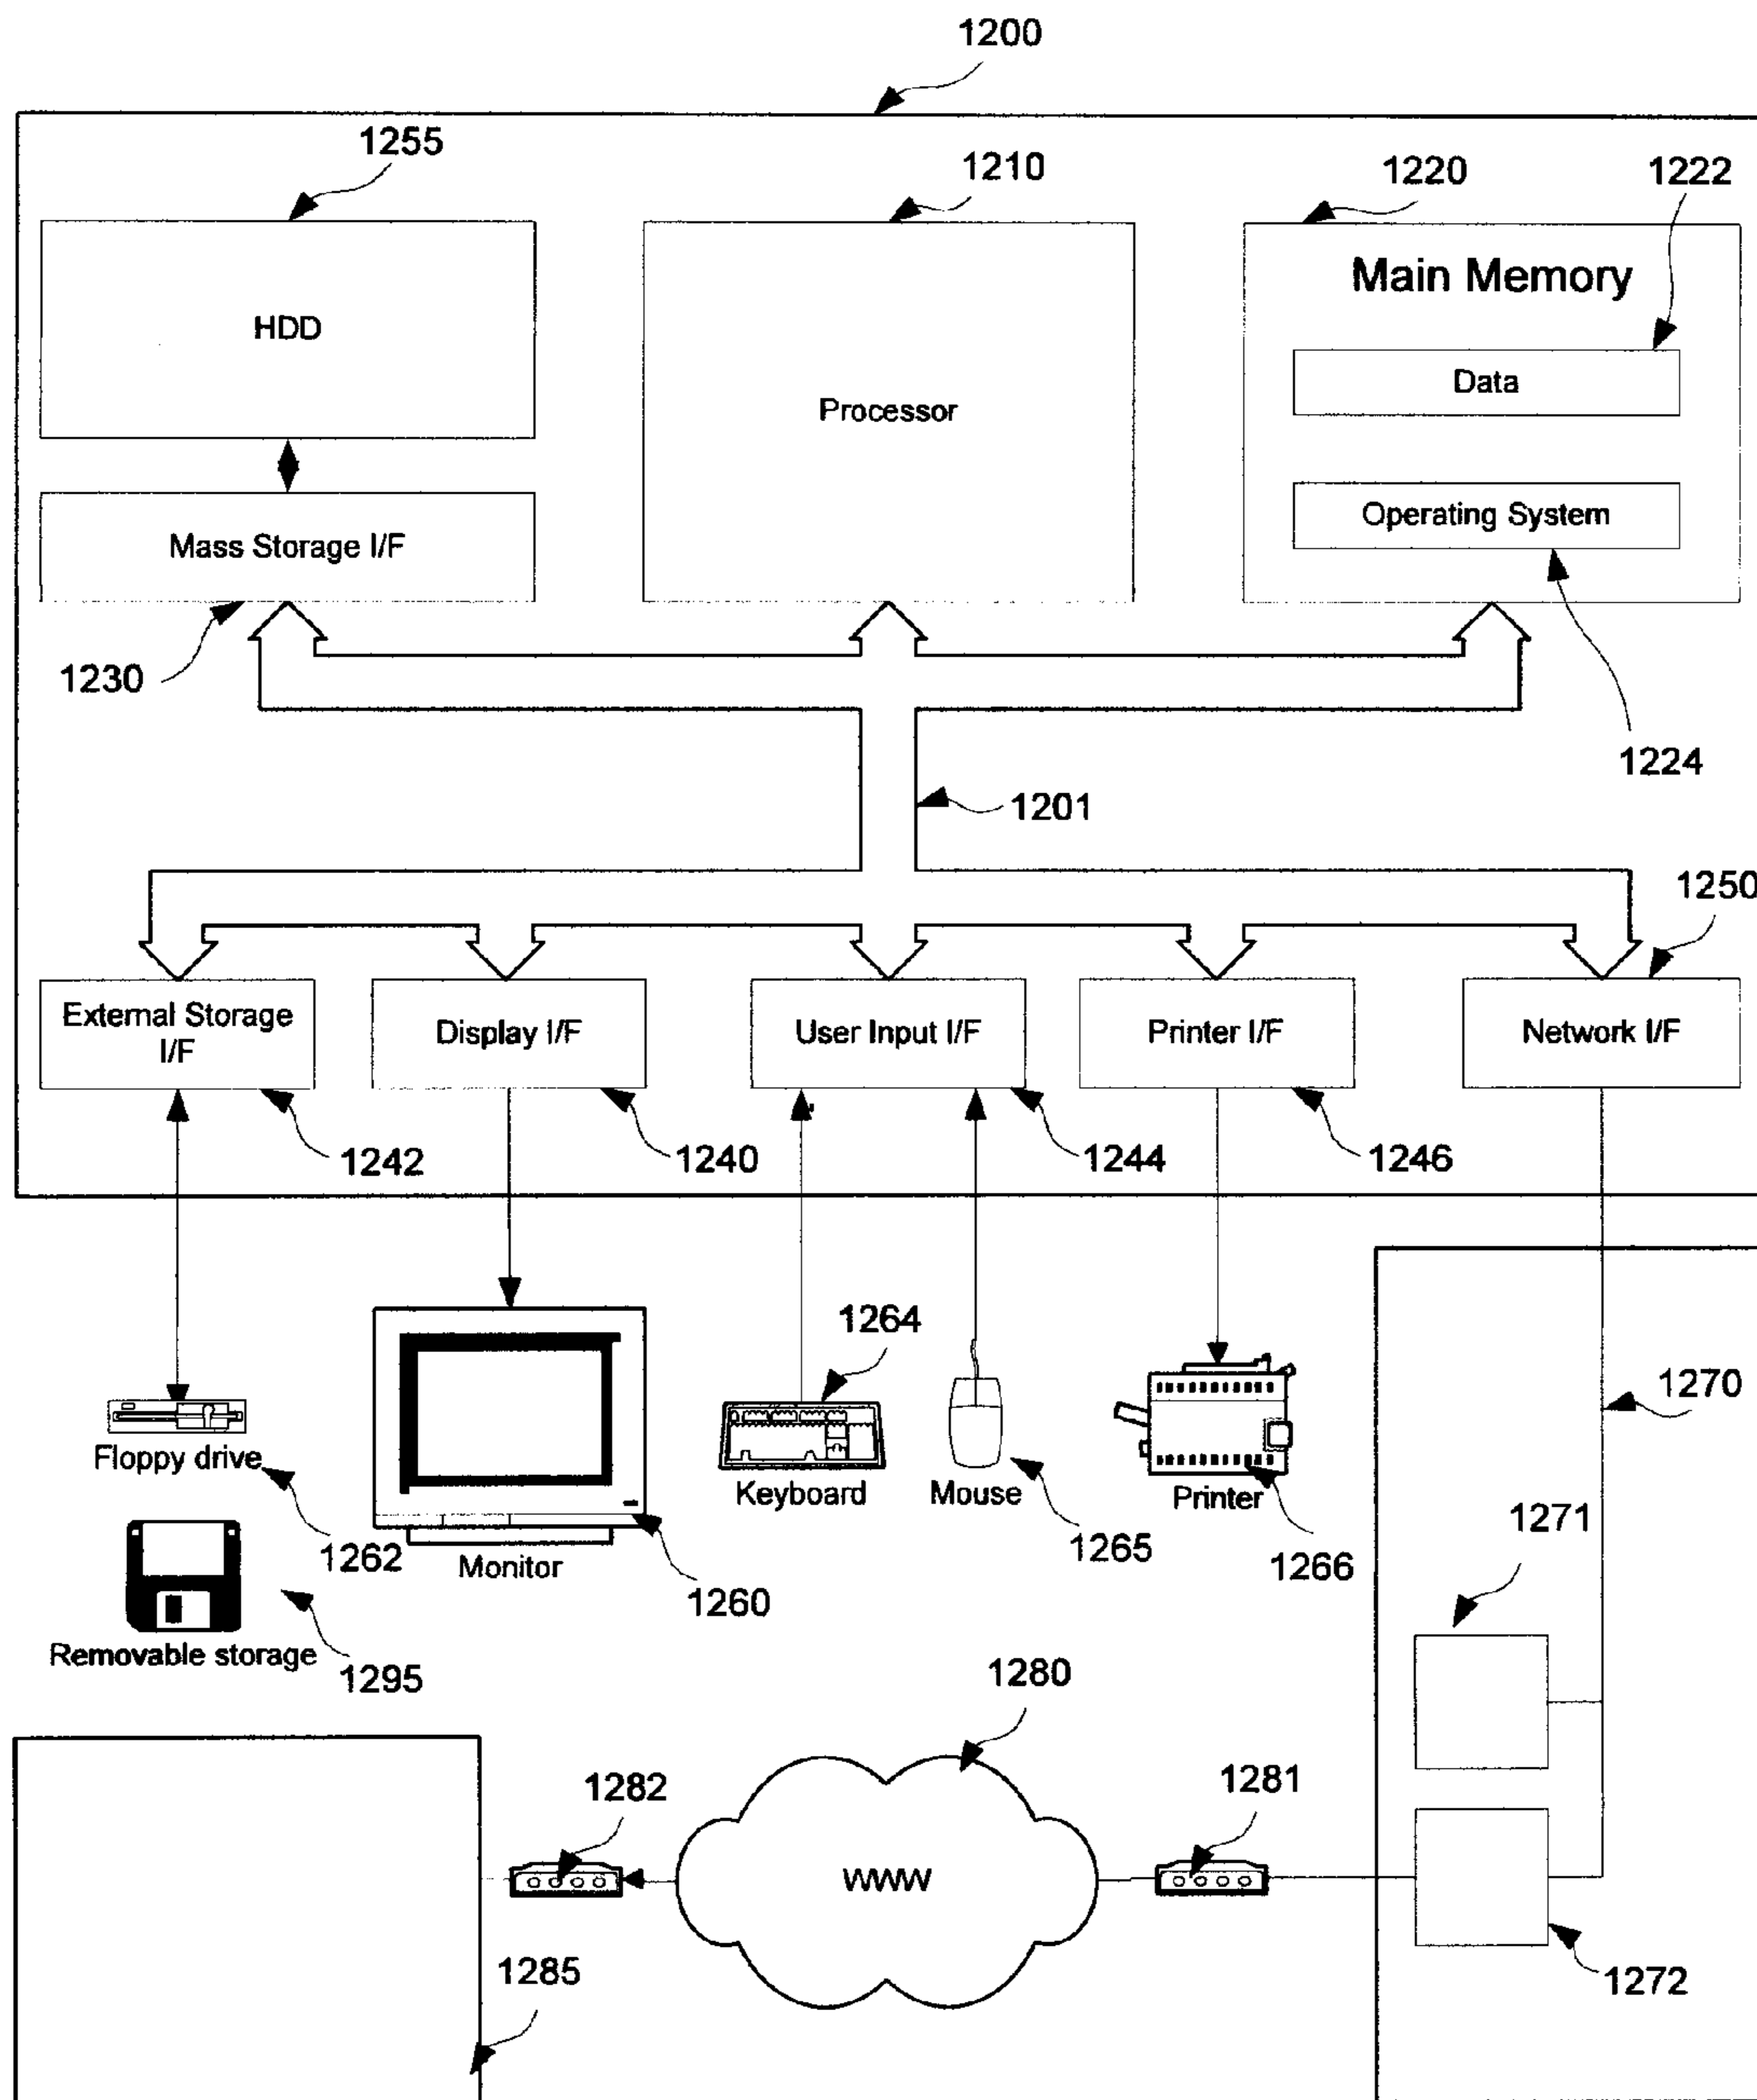 1200
1255
1210
1220
1222
HDD
Processor
Main Memory
Data
Operating System
Mass Storage I/F
1230
1224
1201
1250
External Storage
I/F
Display I/F
User Input I/F
Printer I/F
Network I/F
1242
1240
1244
1246
1264
1270
Floppy drive
Keyboard
Mouse
Printer
1262
Monitor
1260
1265
1266
1271
Removable storage
1295
1280
1282
1281
WWW
1285
1272